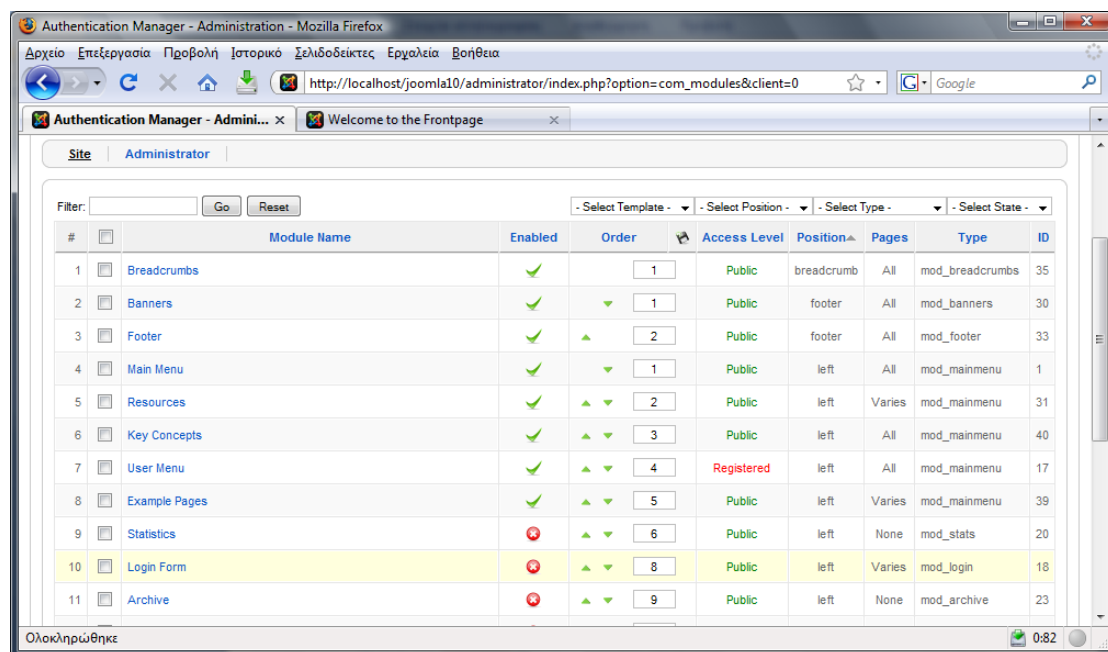 Authentication Manager - Administration - Mozilla Firefox
Αρχείο Επεξεργασία Προβολή Ιστορικό Σελιδοδείκτες Εργαλεία Βοήθεια
http://localhost/joomla10/administrator/index.php?option=com_modules&client=0 G Google
Authentication Manager - Admini... Welcome to the Frontpage
Site Administrator
Filter: Go Reset - Select Template - - Select Position - - Select Type - - Select State -
# Module Name Enabled Order Access Level Position Pages Type ID
1 Breadcrumbs 1 Public breadcrumb All mod_breadcrumbs 35
2 Banners 1 Public footer All mod_banners 30
3 Footer 2 Public footer All mod_footer 33
4 Main Menu 1 Public left All mod_mainmenu 1
5 Resources 2 Public left Varies mod_mainmenu 31
6 Key Concepts 3 Public left All mod_mainmenu 40
7 User Menu 4 Registered left All mod_mainmenu 17
8 Example Pages 5 Public left Varies mod_mainmenu 39
9 Statistics 6 Public left None mod_stats 20
10 Login Form 8 Public left Varies mod_login 18
11 Archive 9 Public left None mod_archive 23
Ολοκληρώθηκε 0:82